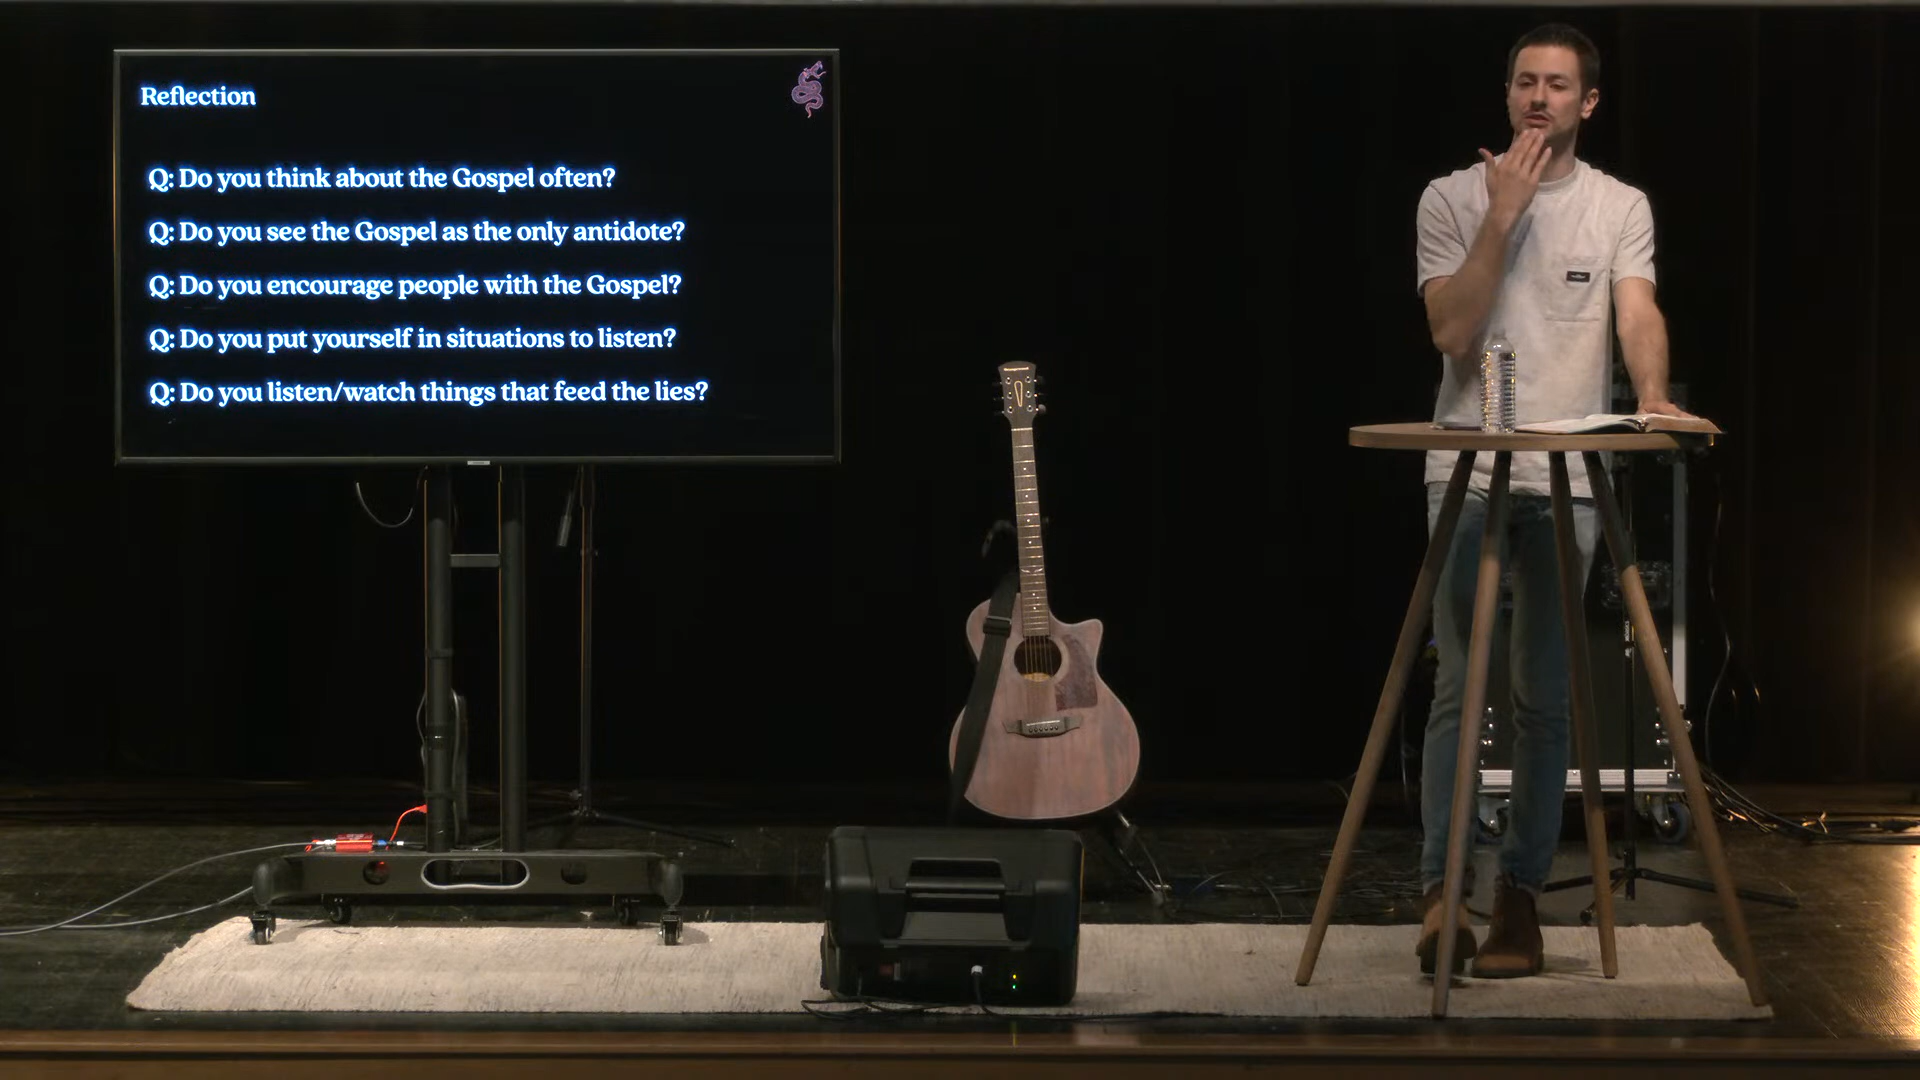 Reflection
Q: Do you think about the Gospel often?
Q: Do you see the Gospel as the only antidote?
Q: Do you encourage people with the Gospel?
Q: Do you put yourself in situations to listen?
Q: Do you listen/watch things that feed the lies?